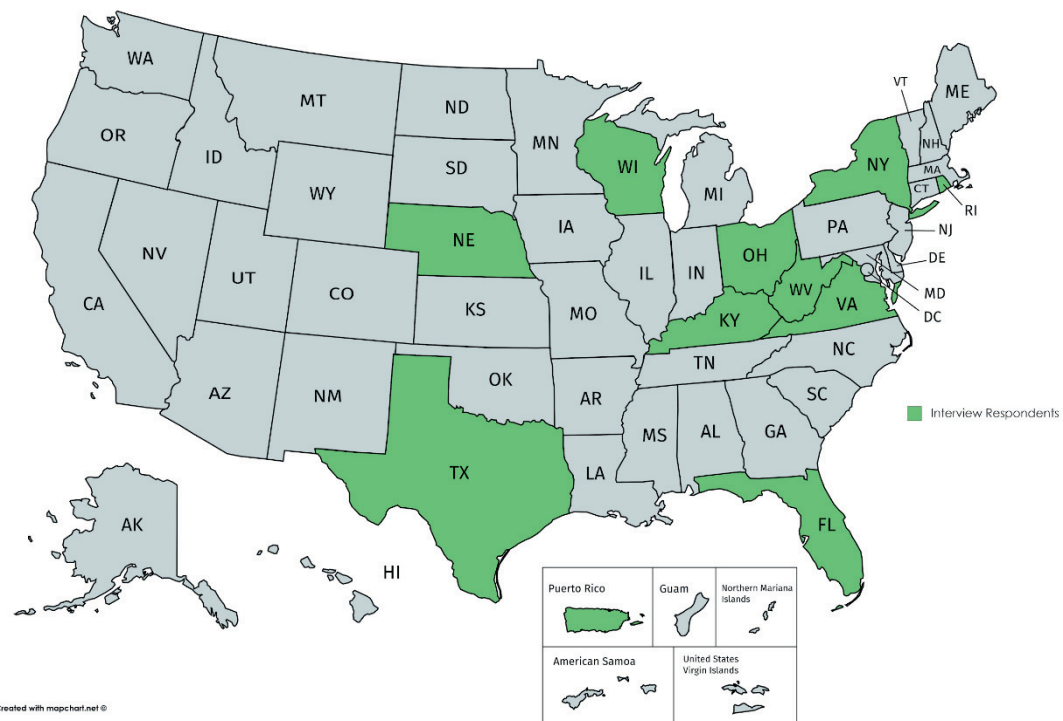 WA
MT
ND
MN
ME
VT
NH
OR
ID
SD
WI
MI
NY
MA
CT
RI
WY
IA
PA
NJ
NE
OH
DE
NV
UT
IL
IN
WV
VA
MD
DC
CA
CO
KS
MO
KY
NC
TN
AZ
NM
OK
AR
SC
MS
AL
GA
Interview Respondents
TX
LA
FL
AK
HI
Puerto Rico
Guam
Northern Mariana
Islands
American Samoa
United States
Virgin Islands
Created with mapchart.net ©